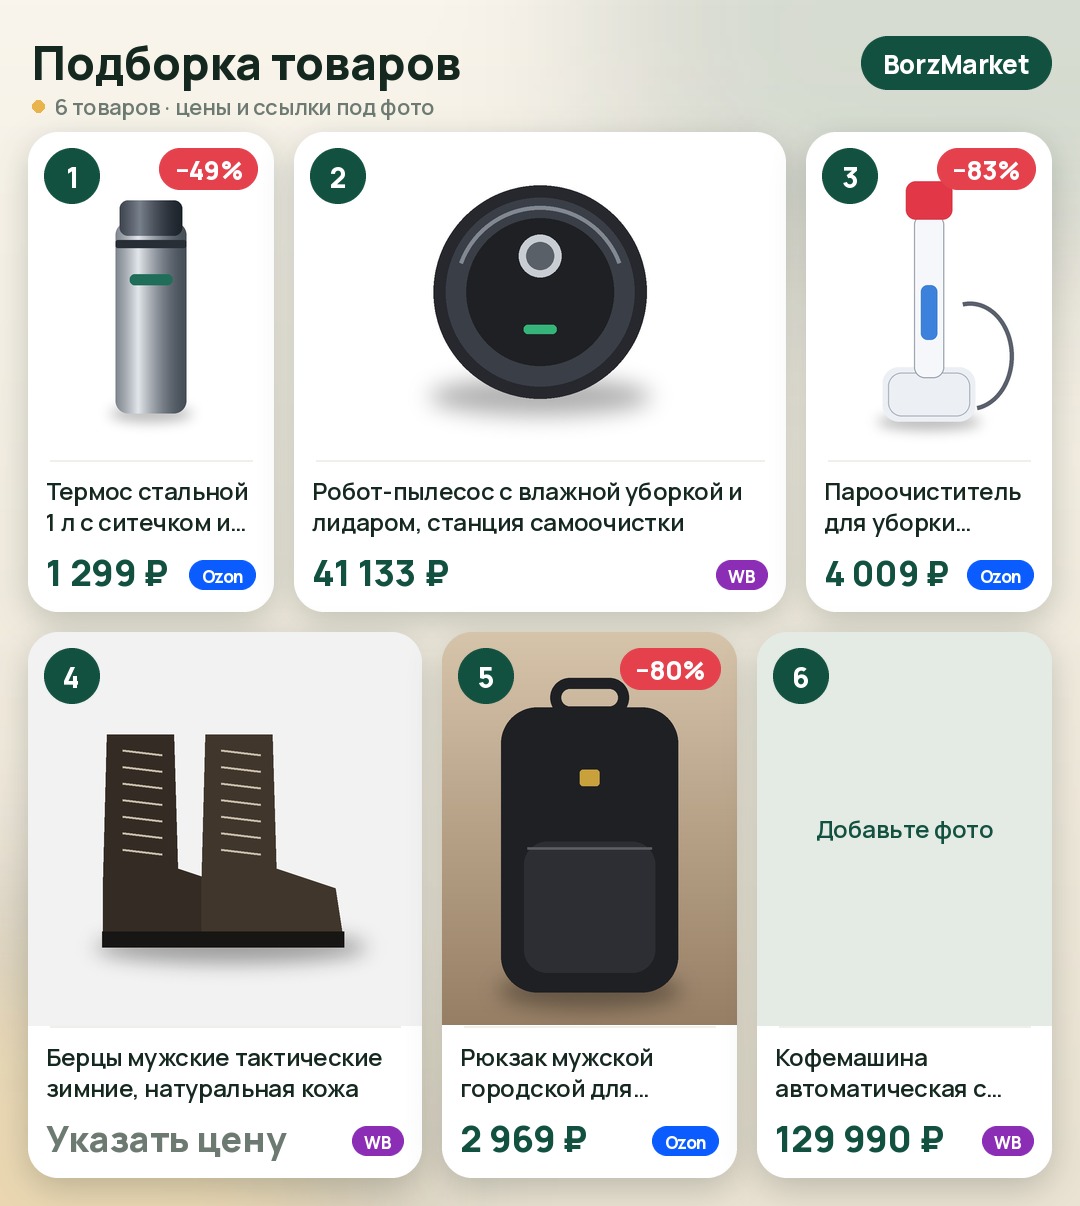 Подборка товаров
BorzMarket
6 товаров · цены и ссылки под фото
1
−49%
Термос стальной
1 л с ситечком и…
1 299 ₽
Ozon
2
Робот-пылесос с влажной уборкой и
лидаром, станция самоочистки
41 133 ₽
WB
3
−83%
Пароочиститель
для уборки…
4 009 ₽
Ozon
4
Берцы мужские тактические
зимние, натуральная кожа
Указать цену
WB
5
−80%
Рюкзак мужской
городской для…
2 969 ₽
Ozon
6
Добавьте фото
Кофемашина
автоматическая с…
129 990 ₽
WB